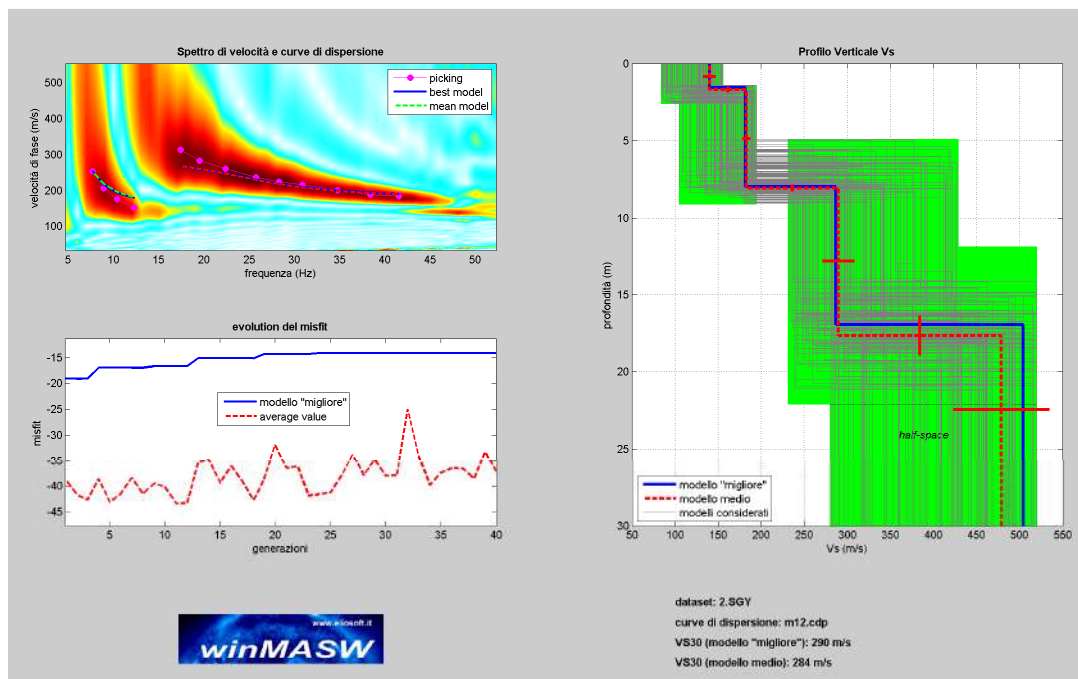 Spettro di velocità e curve di dispersione
550
500
400
300
200
100
velocità di fase (m/s)
picking
best model
mean model
5 10 15 20 25 30 35 40 45 50
frequenza (Hz)
evolution del misfit
-15
-20
-25
-30
-35
-40
-45
misfit
modello "migliore"
average value
5 10 15 20 25 30 35 40
generazioni
www.eliosoft.it
winMASW
Profilo Verticale Vs
0
5
10
15
20
25
30
profondità (m)
half-space
modello "migliore"
modello medio
modelli considerati
50 100 150 200 250 300 350 400 450 500 550
Vs (m/s)
dataset: 2.SGY
curve di dispersione: m12.cdp
VS30 (modello "migliore"): 290 m/s
VS30 (modello medio): 284 m/s